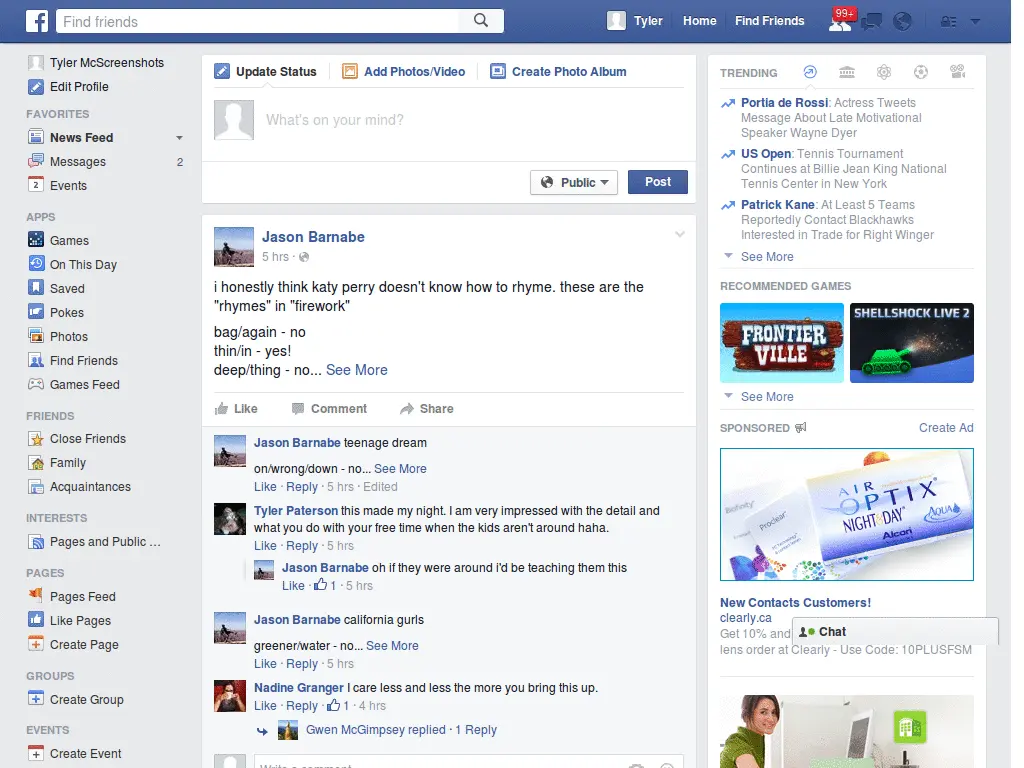 f
Find friends
Tyler
Home
Find Friends
99+
Tyler McScreenshots
Edit Profile
FAVORITES
News Feed
Messages 2
2 Events
APPS
Games
On This Day
Saved
Pokes
Photos
Find Friends
Games Feed
FRIENDS
Close Friends
Family
Acquaintances
INTERESTS
Pages and Public ...
PAGES
Pages Feed
Like Pages
Create Page
GROUPS
Create Group
EVENTS
Create Event
Update Status Add Photos/Video Create Photo Album
What's on your mind?
Public Post
Jason Barnabe
5 hrs ·
i honestly think katy perry doesn't know how to rhyme. these are the
"rhymes" in "firework"
bag/again - no
thin/in - yes!
deep/thing - no... See More
Like Comment Share
Jason Barnabe teenage dream
on/wrong/down - no... See More
Like · Reply · 5 hrs · Edited
Tyler Paterson this made my night. I am very impressed with the detail and
what you do with your free time when the kids aren't around haha.
Like · Reply · 5 hrs
Jason Barnabe oh if they were around i'd be teaching them this
Like · 1 · 5 hrs
Jason Barnabe california gurls
greener/water - no... See More
Like · Reply · 5 hrs
Nadine Granger I care less and less the more you bring this up.
Like · Reply · 1 · 4 hrs
Gwen McGimpsey replied · 1 Reply
Write a comment
TRENDING
Portia de Rossi: Actress Tweets
Message About Late Motivational
Speaker Wayne Dyer
US Open: Tennis Tournament
Continues at Billie Jean King National
Tennis Center in New York
Patrick Kane: At Least 5 Teams
Reportedly Contact Blackhawks
Interested in Trade for Right Winger
See More
RECOMMENDED GAMES
FRONTIER
VILLE
SHELLSHOCK LIVE 2
See More
SPONSORED Create Ad
Biofinity
Proclear
AIR
OPTIX
NIGHT & DAY
AQUA
Alcon
New Contacts Customers!
clearly.ca
Get 10% and
lens order at Clearly - Use Code: 10PLUSFSM
Chat